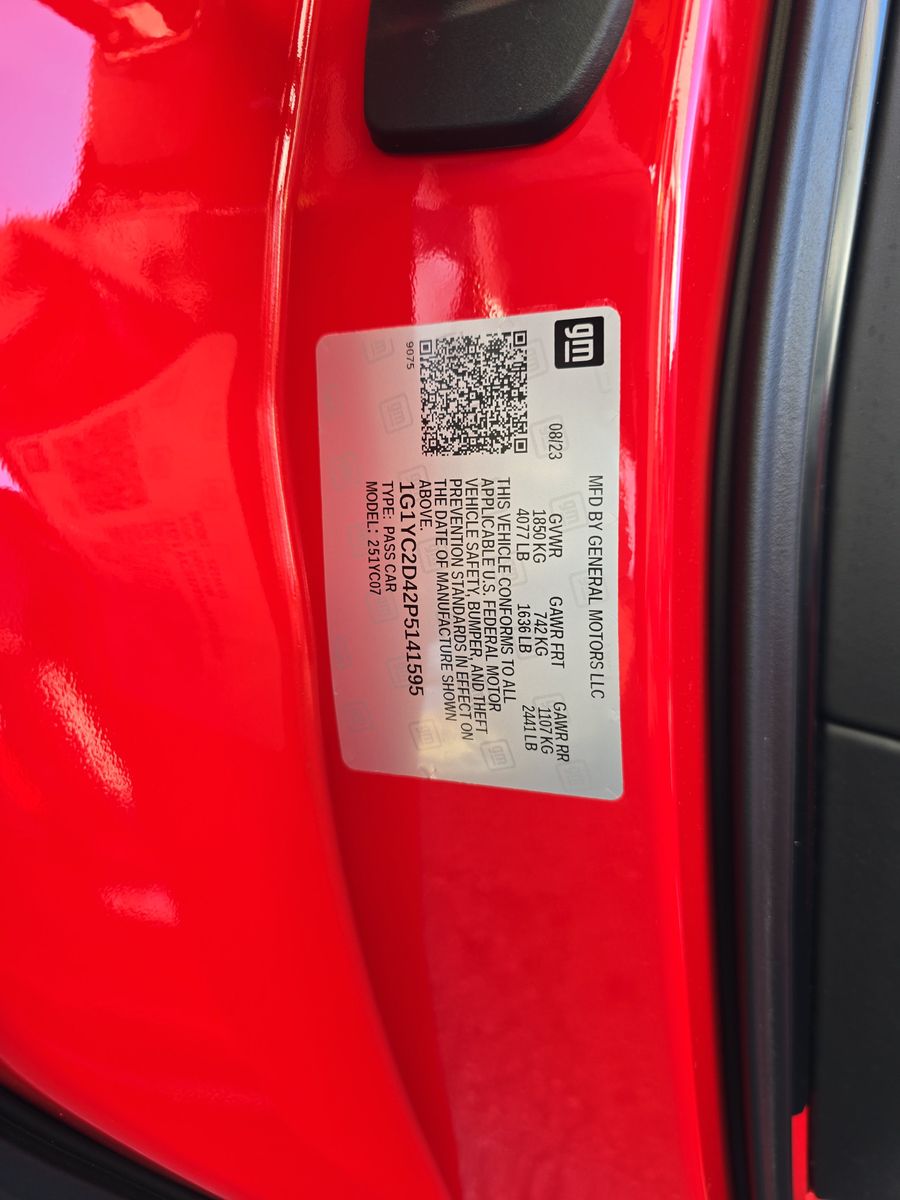 gm
MFD BY GENERAL MOTORS LLC
08/23 GVWR GAWR FRT GAWR RR
1850 KG 742 KG 1107 KG
4077 LB 1636 LB 2441 LB
THIS VEHICLE CONFORMS TO ALL
APPLICABLE U.S. FEDERAL MOTOR
VEHICLE SAFETY, BUMPER, AND THEFT
PREVENTION STANDARDS IN EFFECT ON
THE DATE OF MANUFACTURE SHOWN
ABOVE.
1G1YC2D42P5141595
TYPE: PASS CAR
MODEL: 251YC07
9075